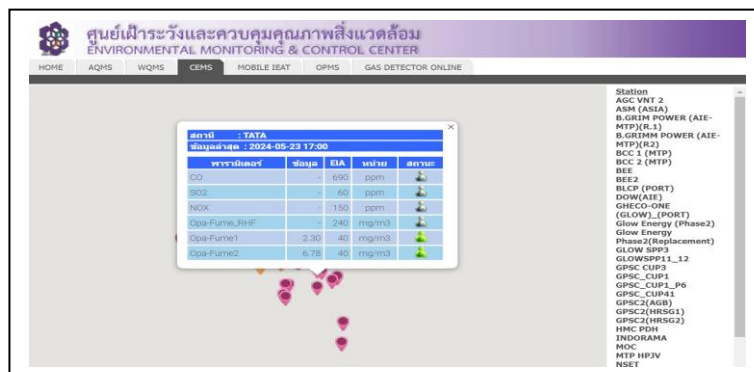 ศูนย์เฝ้าระวังและควบคุมคุณภาพสิ่งแวดล้อม
ENVIRONMENTAL MONITORING & CONTROL CENTER
HOME AQMS WQMS CEMS MOBILE IEAT OPMS GAS DETECTOR ONLINE
สถานี : TATA
ข้อมูลล่าสุด : 2024-05-23 17:00
พารามิเตอร์ ข้อมูล EIA หน่วย สถานะ
CO - 690 ppm
SO2 - 60 ppm
NOX - 150 ppm
Opa-Fume_RHF - 240 mg/m3
Opa-Fume1 2.30 40 mg/m3
Opa-Fume2 6.78 40 mg/m3
Station
AGC VNT 2
ASM (ASIA)
B.GRIM POWER (AIE-
MTP)(R.1)
B.GRIMM POWER (AIE-
MTP)(R2)
BCC 1 (MTP)
BCC 2 (MTP)
BEE
BEE2
BLCP (PORT)
DOW(AIE)
GHECO-ONE
(GLOW)_(PORT)
Glow Energy (Phase2)
Glow Energy
Phase2(Replacement)
GLOW SPP3
GLOWSPP11_12
GPSC CUP3
GPSC_CUP1
GPSC_CUP1_P6
GPSC_CUP41
GPSC2(AGB)
GPSC2(HRSG1)
GPSC2(HRSG2)
HMC PDH
INDORAMA
MOC
MTP HPJV
NSET